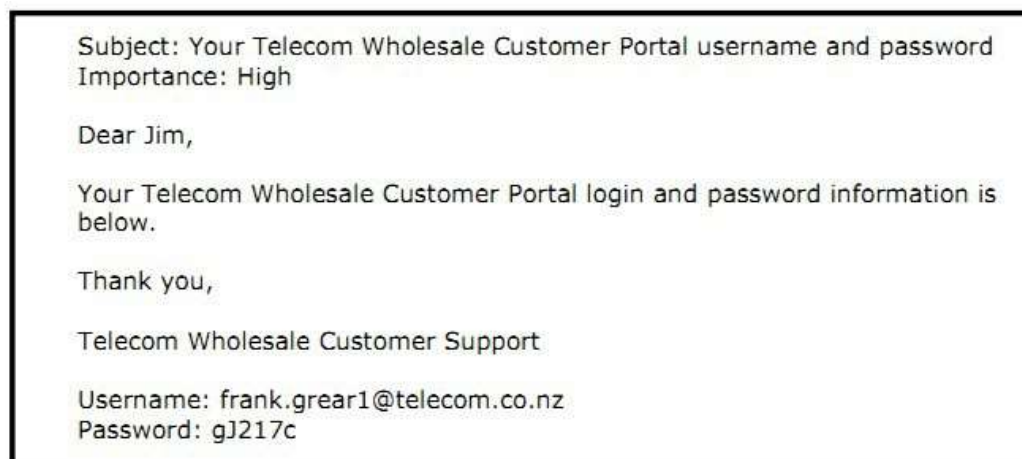 Subject: Your Telecom Wholesale Customer Portal username and password
Importance: High
Dear Jim,
Your Telecom Wholesale Customer Portal login and password information is
below.
Thank you,
Telecom Wholesale Customer Support
Username: frank.grear1@telecom.co.nz
Password: gJ217c